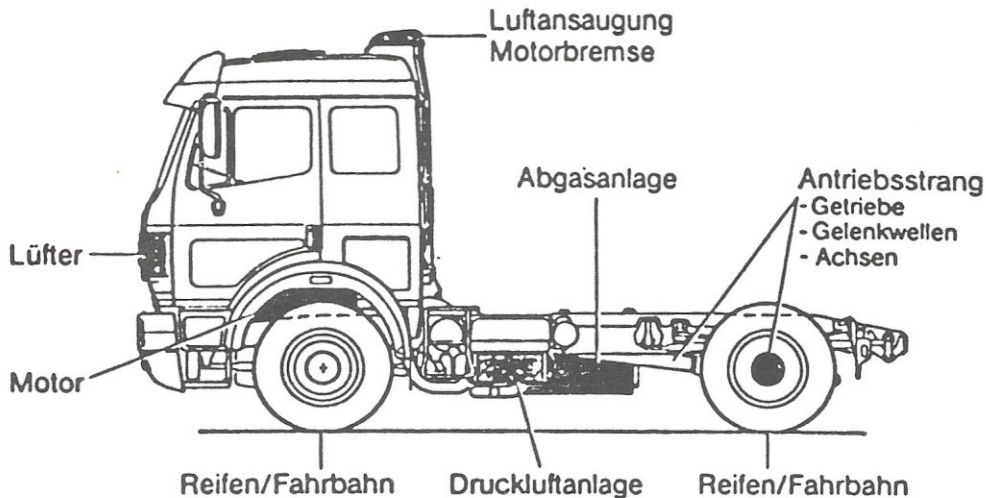 Luftansaugung
Motorbremse
Abgasanlage
Antriebsstrang
- Getriebe
- Gelenkwellen
- Achsen
Lüfter
Motor
Reifen/Fahrbahn
Druckluftanlage
Reifen/Fahrbahn